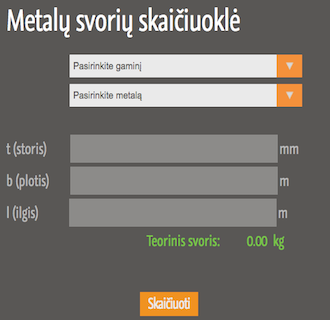 Metalų svorių skaičiuoklė
Pasirinkite gaminį
Pasirinkite metalą
t (storis) mm
b (plotis) m
l (ilgis) m
Teorinis svoris: 0.00 kg
Skaičiuoti